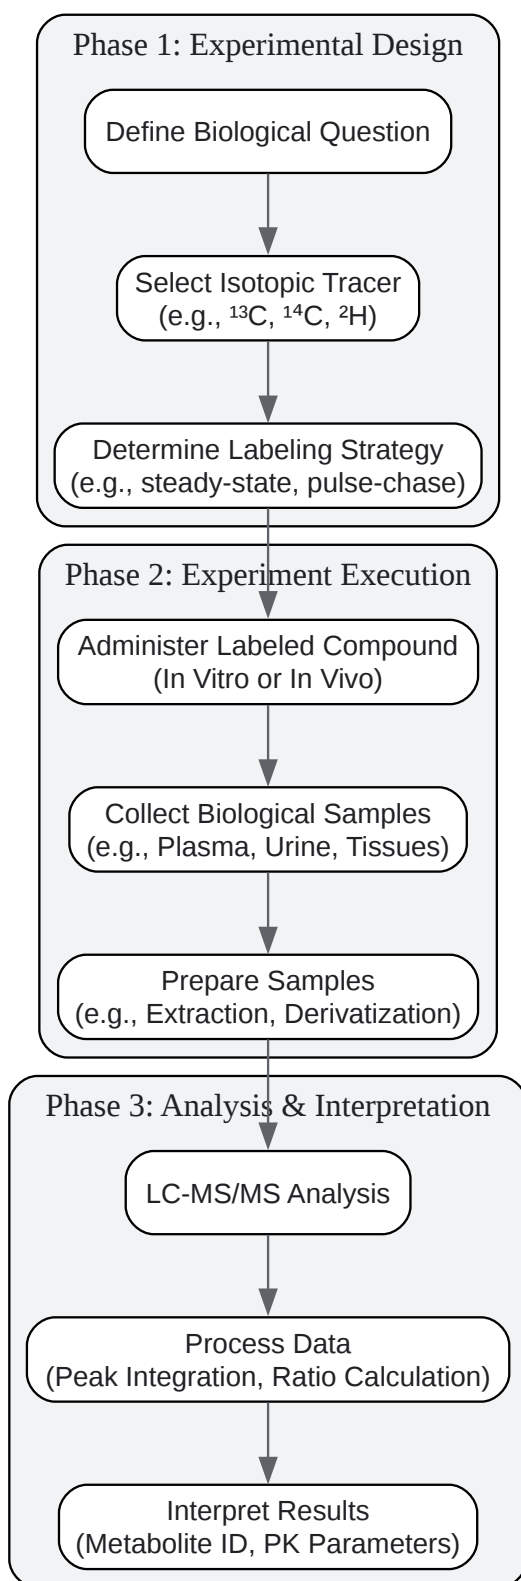 Phase 1: Experimental Design
Define Biological Question
Select Isotopic Tracer
(e.g., ¹³C, ¹⁴C, ²H)
Determine Labeling Strategy
(e.g., steady-state, pulse-chase)
Phase 2: Experiment Execution
Administer Labeled Compound
(In Vitro or In Vivo)
Collect Biological Samples
(e.g., Plasma, Urine, Tissues)
Prepare Samples
(e.g., Extraction, Derivatization)
Phase 3: Analysis & Interpretation
LC-MS/MS Analysis
Process Data
(Peak Integration, Ratio Calculation)
Interpret Results
(Metabolite ID, PK Parameters)